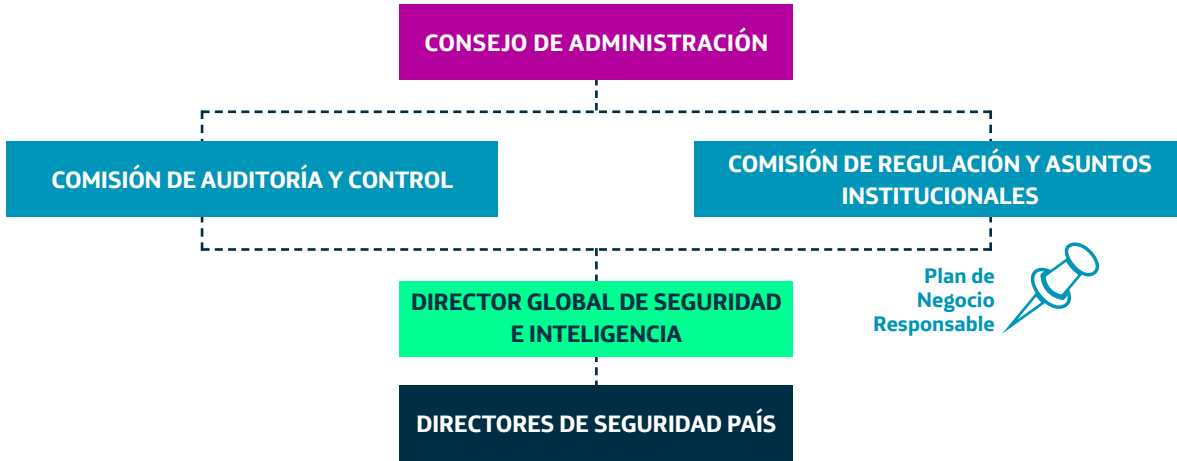 CONSEJO DE ADMINISTRACIÓN
COMISIÓN DE AUDITORÍA Y CONTROL
COMISIÓN DE REGULACIÓN Y ASUNTOS
INSTITUCIONALES
Plan de
Negocio
Responsable
DIRECTOR GLOBAL DE SEGURIDAD
E INTELIGENCIA
DIRECTORES DE SEGURIDAD PAÍS